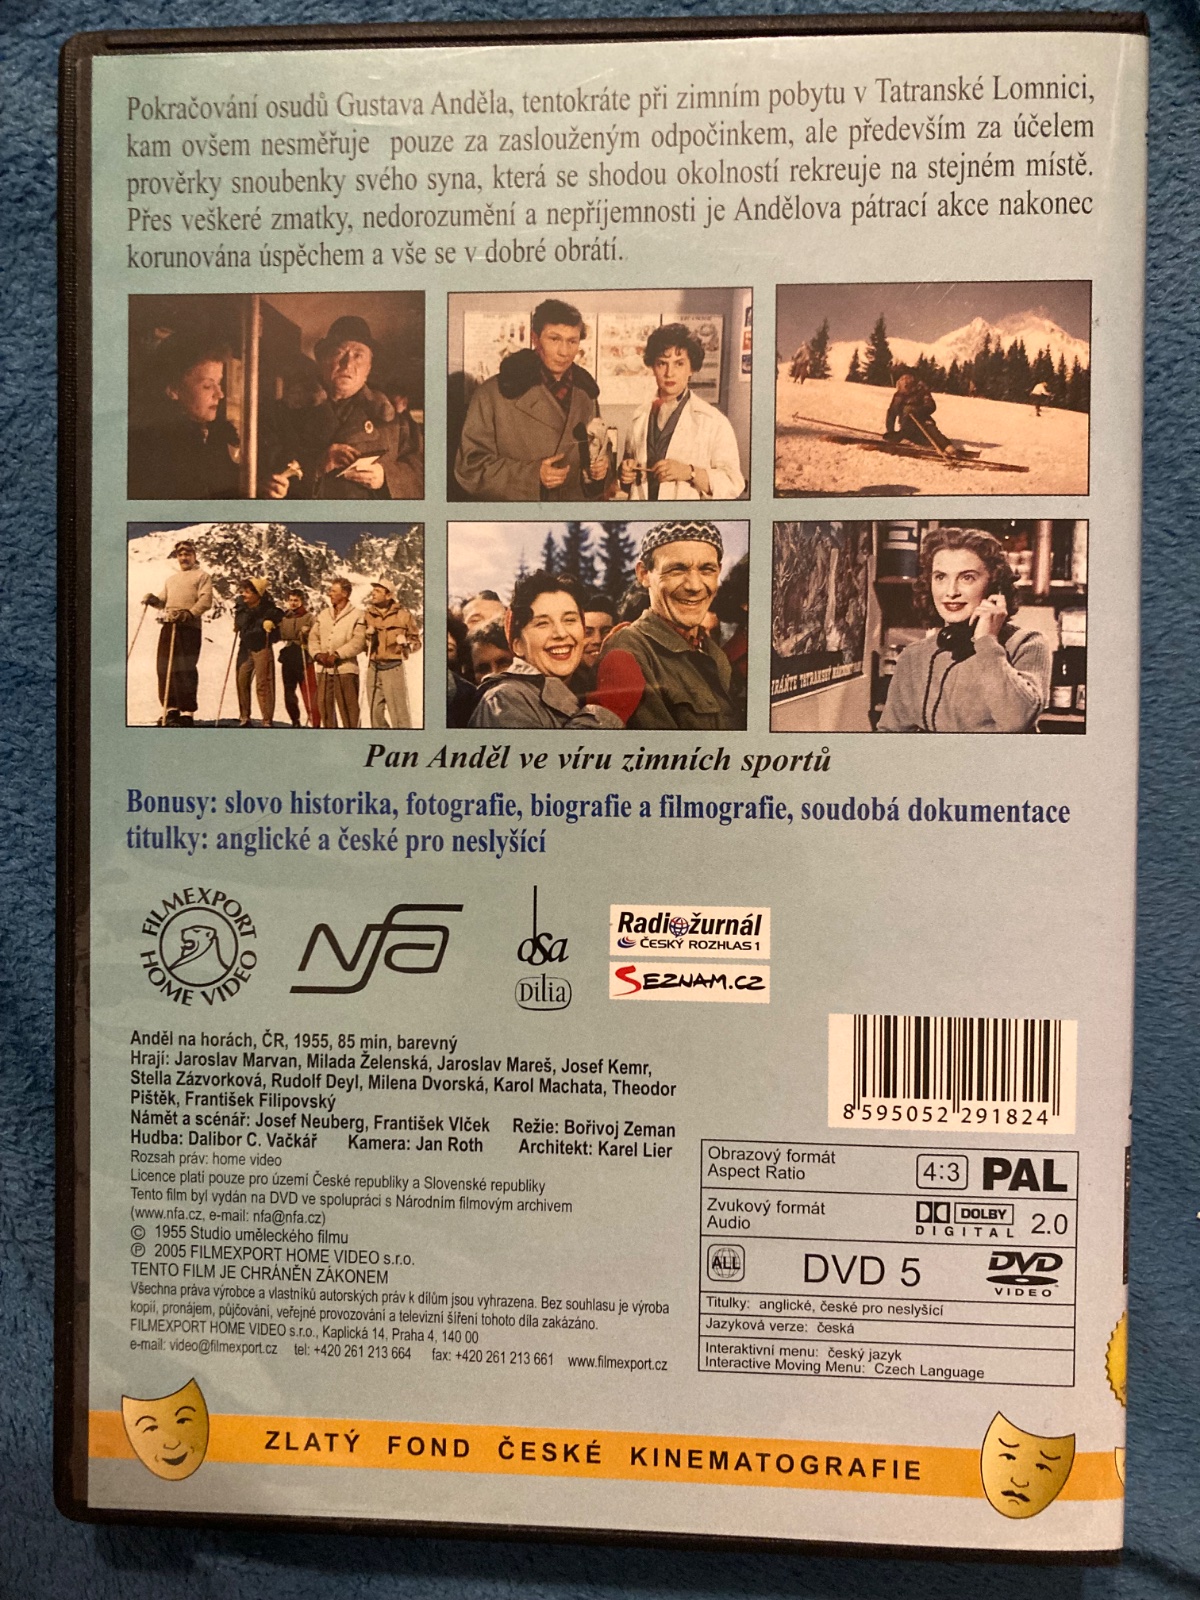 Pokračování osudů Gustava Anděla, tentokráte při zimním pobytu v Tatranské Lomnici,
kam ovšem nesměřuje pouze za zaslouženým odpočinkem, ale především za účelem
prověrky snoubenky svého syna, která se shodou okolností rekreuje na stejném místě.
Přes veškeré zmatky, nedorozumění a nepříjemnosti je Andělova pátrací akce nakonec
korunována úspěchem a vše se v dobré obrátí.
Pan Anděl ve víru zimních sportů
Bonusy: slovo historika, fotografie, biografie a filmografie, soudobá dokumentace
titulky: anglické a české pro neslyšící
FILMEXPORT
HOME VIDEO
nfa
osa
Dilia
Radiožurnál
ČESKÝ ROZHLAS 1
SEZNAM.CZ
Anděl na horách, ČR, 1955, 85 min, barevný
Hrají: Jaroslav Marvan, Milada Želenská, Jaroslav Mareš, Josef Kemr,
Stella Zázvorková, Rudolf Deyl, Milena Dvorská, Karol Machata, Theodor
Pištěk, František Filipovský
Námět a scénář: Josef Neuberg, František Vlček Režie: Bořivoj Zeman
Hudba: Dalibor C. Vačkář Kamera: Jan Roth Architekt: Karel Lier
Rozsah práv: home video
Licence platí pouze pro území České republiky a Slovenské republiky
Tento film byl vydán na DVD ve spolupráci s Národním filmovým archivem
(www.nfa.cz, e-mail: nfa@nfa.cz)
© 1955 Studio uměleckého filmu
℗ 2005 FILMEXPORT HOME VIDEO s.r.o.
TENTO FILM JE CHRÁNĚN ZÁKONEM
Všechna práva výrobce a vlastníků autorských práv k dílům jsou vyhrazena. Bez souhlasu je výroba
kopií, pronájem, půjčování, veřejné provozování a televizní šíření tohoto díla zakázáno.
FILMEXPORT HOME VIDEO s.r.o., Kaplická 14, Praha 4, 140 00
e-mail: video@filmexport.cz tel: +420 261 213 664 fax: +420 261 213 661 www.filmexport.cz
8 595052 291824
Obrazový formát
Aspect Ratio
4:3 PAL
Zvukový formát
Audio
DOLBY
DIGITAL 2.0
ALL
DVD 5
DVD
VIDEO
Titulky: anglické, české pro neslyšící
Jazyková verze: česká
Interaktivní menu: český jazyk
Interactive Moving Menu: Czech Language
ZLATÝ FOND ČESKÉ KINEMATOGRAFIE